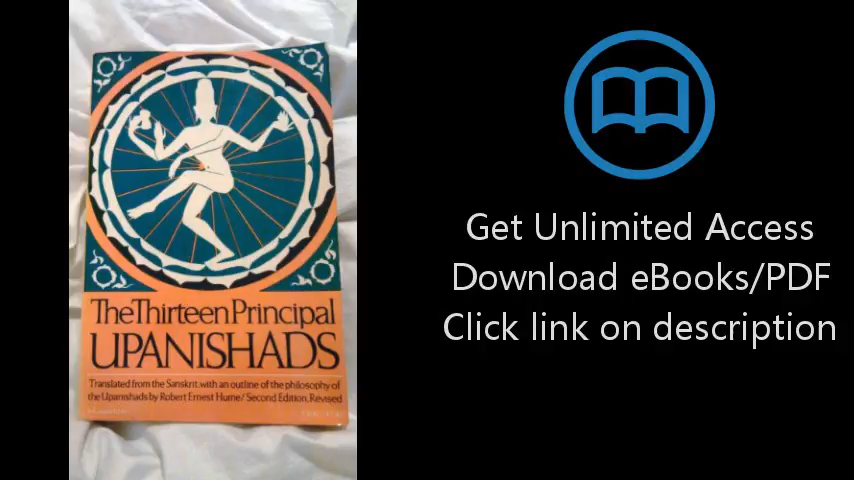 The Thirteen Principal
UPANISHADS
Translated from the Sanskrit with an outline of the philosophy of
the Upanishads by Robert Ernest Hume/Second Edition, Revised
Get Unlimited Access
Download eBooks/PDF
Click link on description